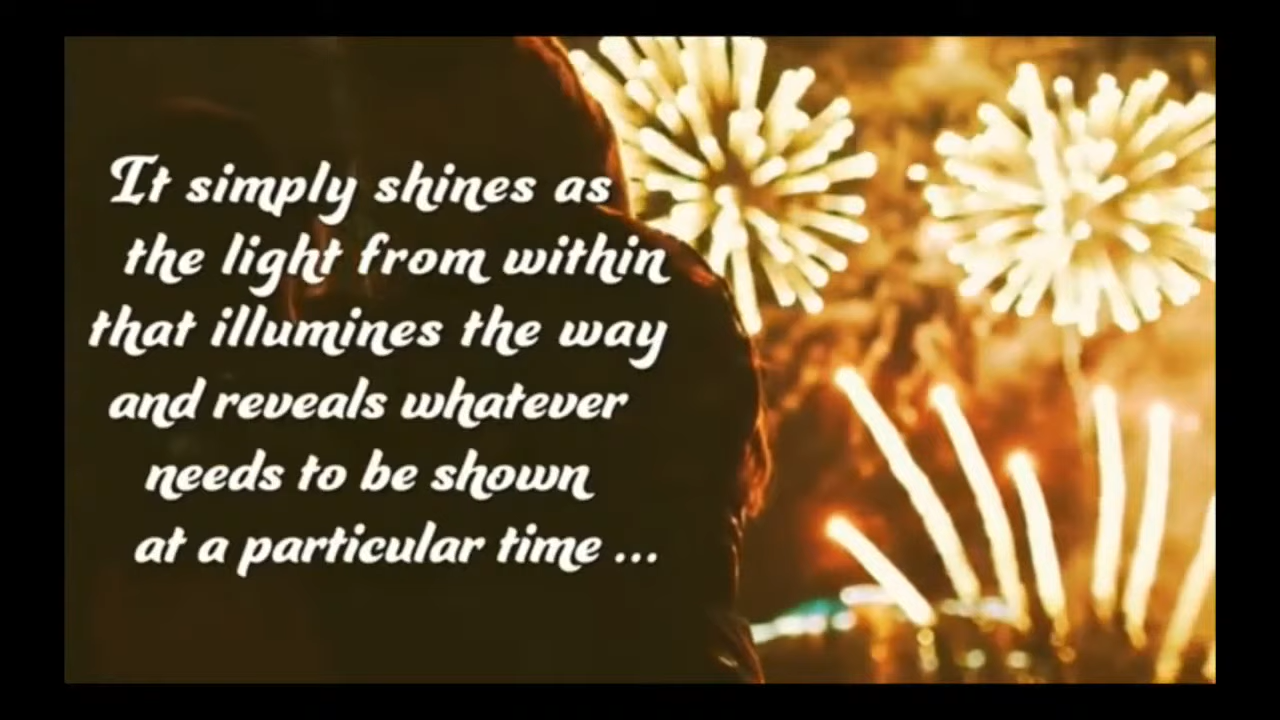 It simply shines as
the light from within
that illumines the way
and reveals whatever
needs to be shown
at a particular time ...